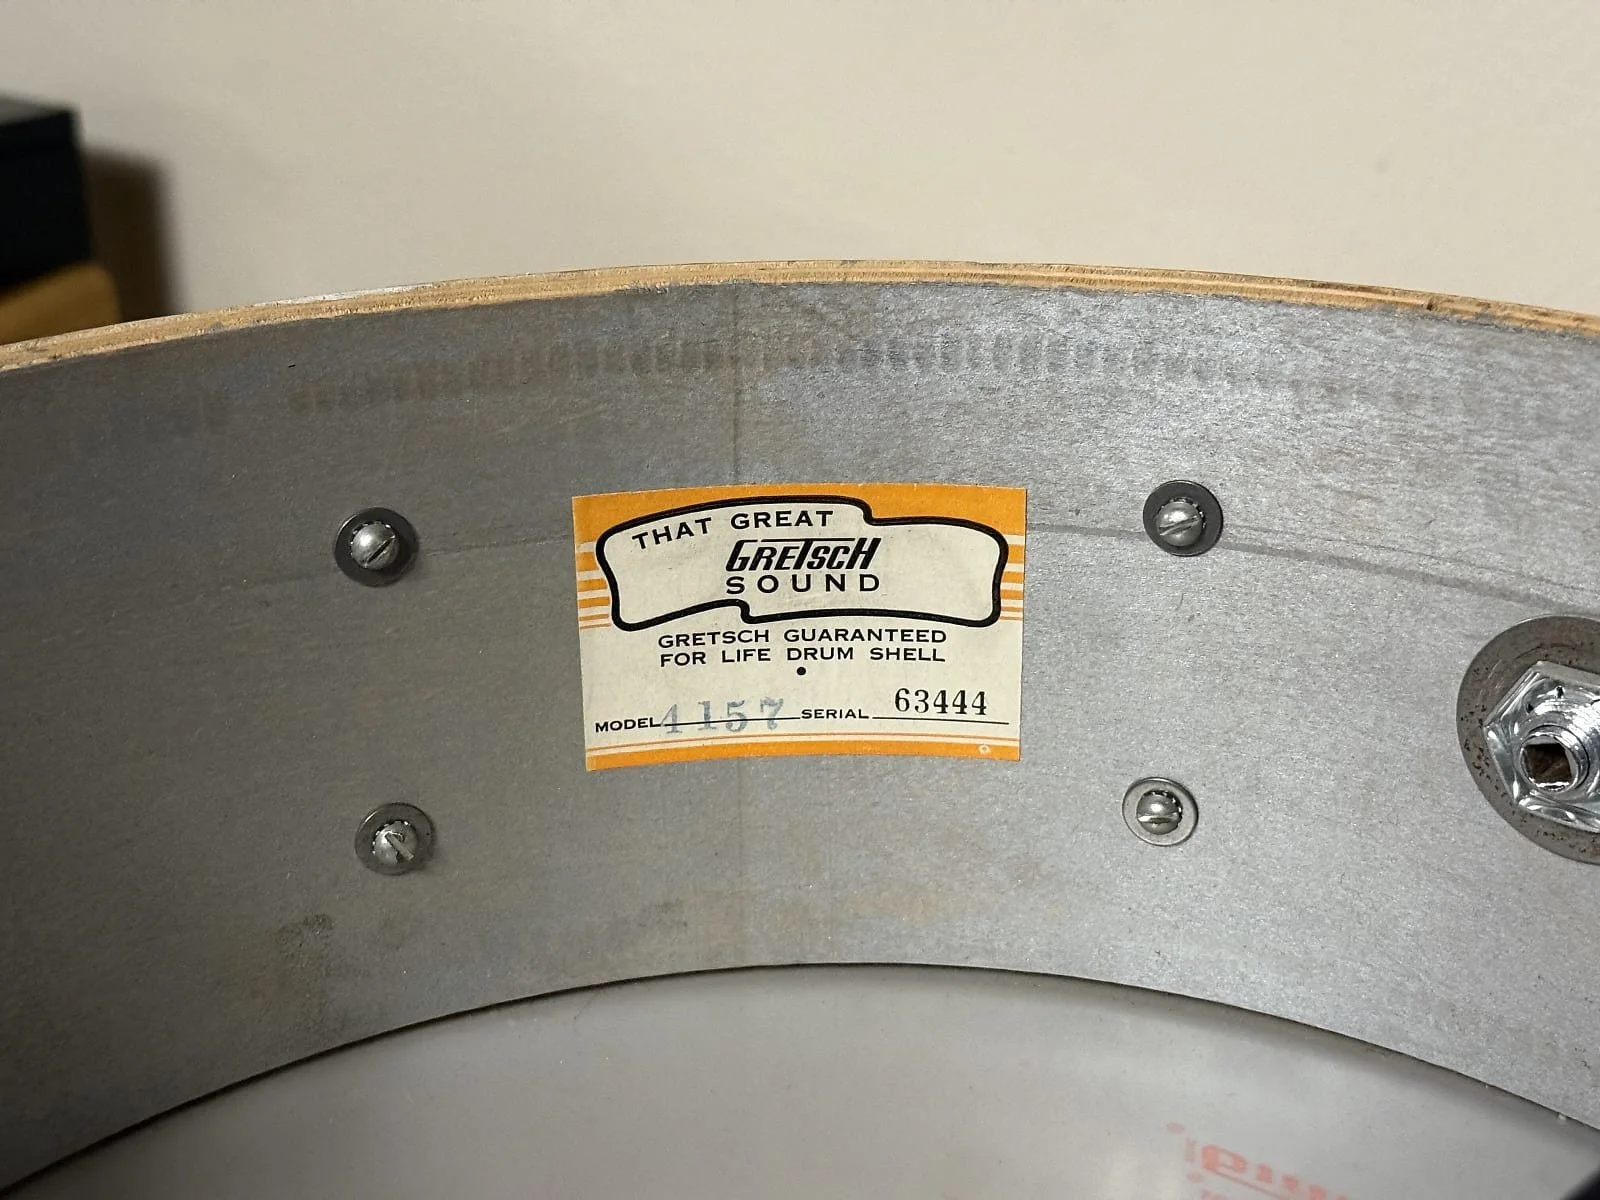 THAT GREAT
GRETSCH
SOUND
GRETSCH GUARANTEED
FOR LIFE DRUM SHELL
MODEL 4157 SERIAL 63444